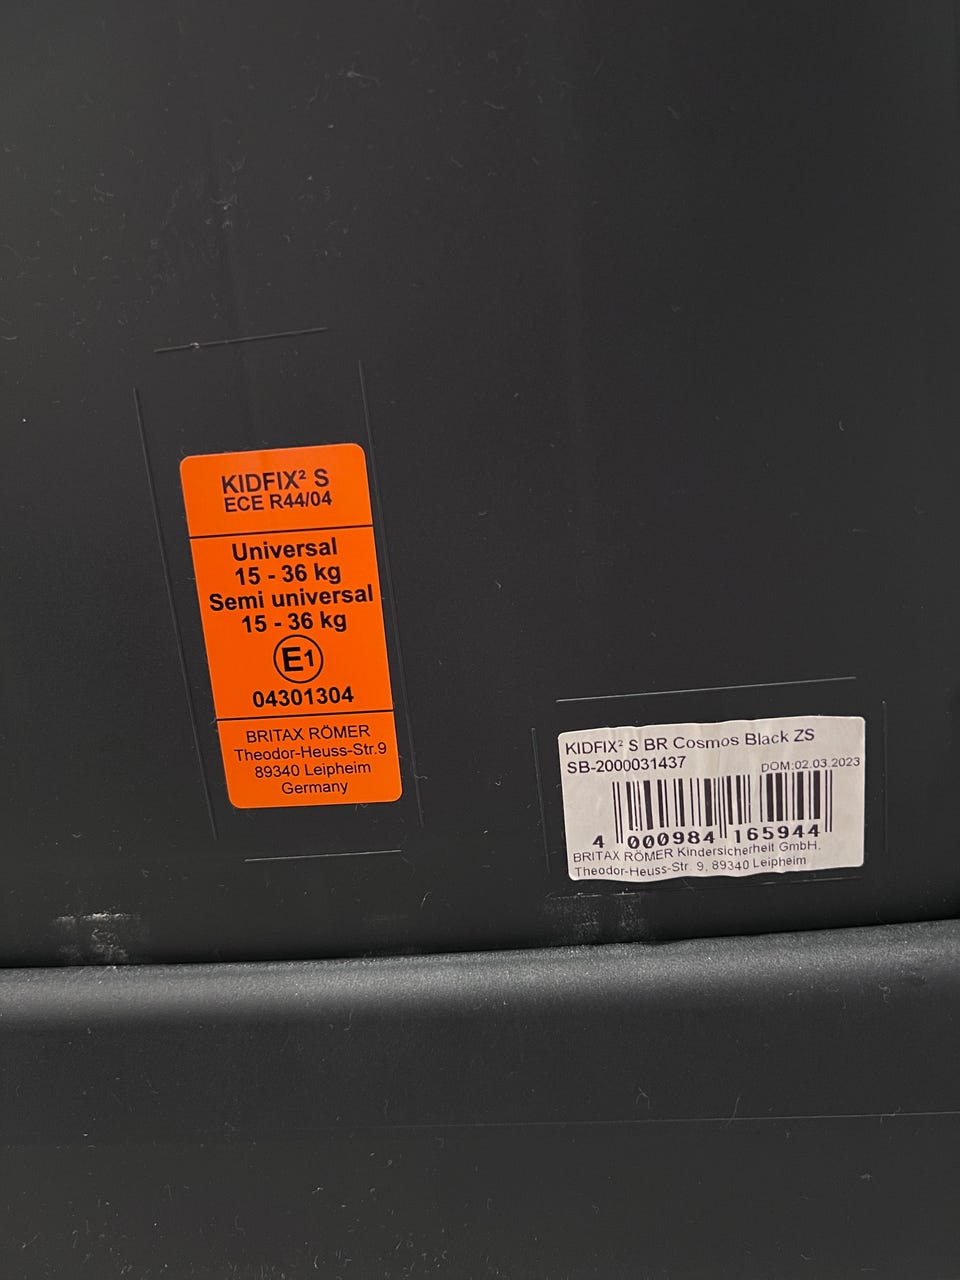 KIDFIX² S
ECE R44/04
Universal
15 - 36 kg
Semi universal
15 - 36 kg
E1
04301304
BRITAX RÖMER
Theodor-Heuss-Str.9
89340 Leipheim
Germany
KIDFIX² S BR Cosmos Black ZS
SB-2000031437
DOM:02.03.2023
4 000984 165944
BRITAX RÖMER Kindersicherheit GmbH.
Theodor-Heuss-Str. 9, 89340 Leipheim